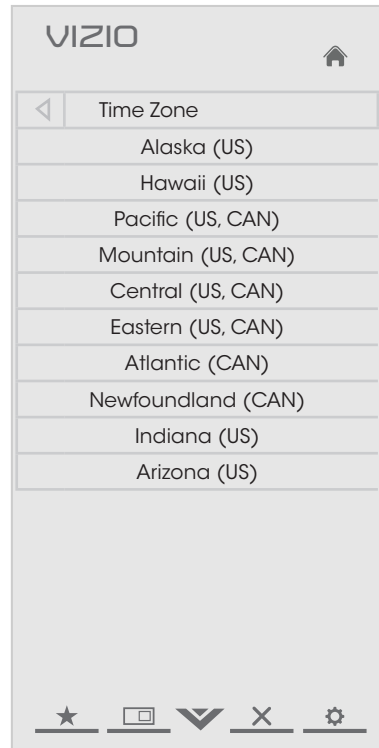 VIZIO
Time Zone
Alaska (US)
Hawaii (US)
Pacific (US, CAN)
Mountain (US, CAN)
Central (US, CAN)
Eastern (US, CAN)
Atlantic (CAN)
Newfoundland (CAN)
Indiana (US)
Arizona (US)